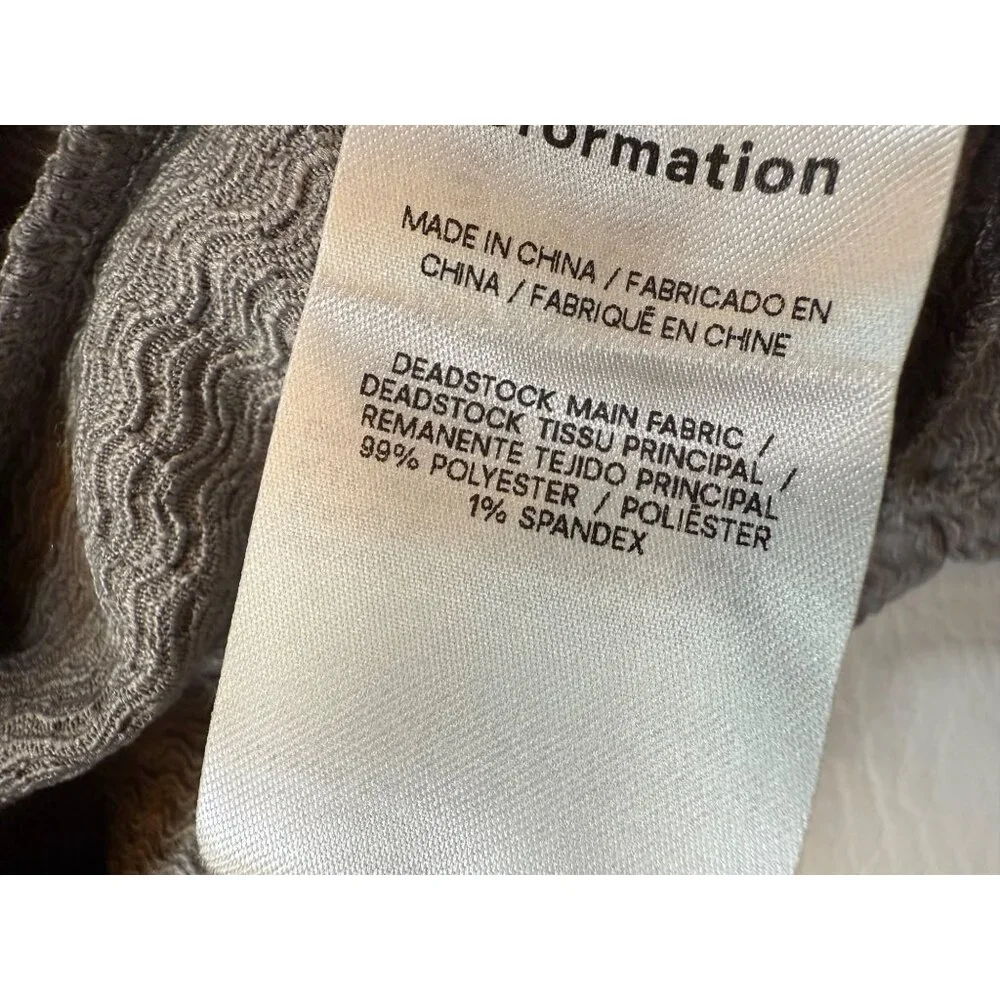 formation
MADE IN CHINA / FABRICADO EN
CHINA / FABRIQUÉ EN CHINE
DEADSTOCK MAIN FABRIC /
DEADSTOCK TISSU PRINCIPAL /
REMANENTE TEJIDO PRINCIPAL
99% POLYESTER / POLIÉSTER
1% SPANDEX